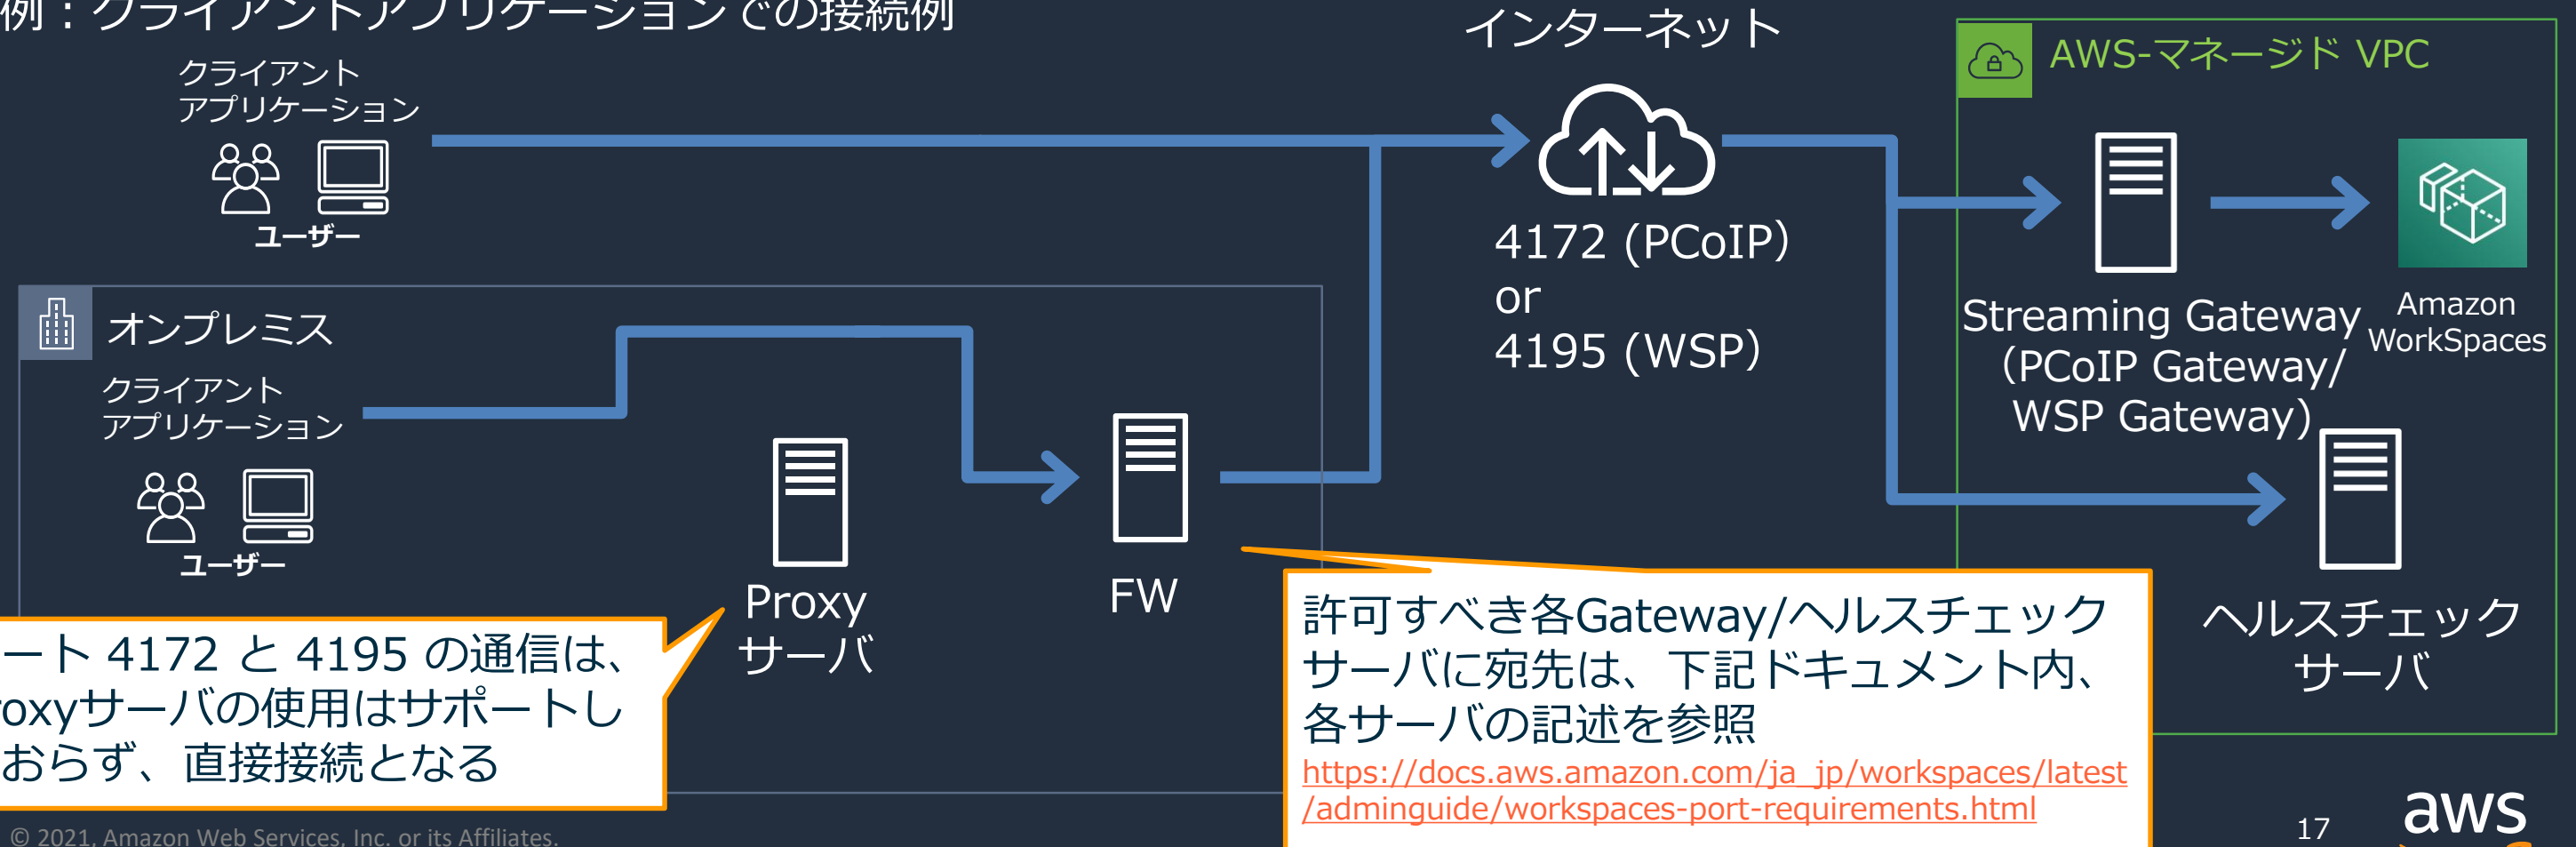 例：クライアントアプリケーションでの接続例
クライアント
アプリケーション
ユーザー
インターネット
4172 (PCoIP）
or
4195 (WSP）
AWS-マネージド VPC
Streaming Gateway
（PCoIP Gateway/
WSP Gateway)
Amazon
WorkSpaces
ヘルスチェック
サーバ
オンプレミス
クライアント
アプリケーション
ユーザー
Proxy
サーバ
FW
ート 4172 と 4195 の通信は、
oxyサーバの使用はサポートし
おらず、直接接続となる
許可すべき各Gateway/ヘルスチェック
サーバに宛先は、下記ドキュメント内、
各サーバの記述を参照
https://docs.aws.amazon.com/ja_jp/workspaces/latest
/adminguide/workspaces-port-requirements.html
© 2021, Amazon Web Services, Inc. or its Affiliates.
17
aws